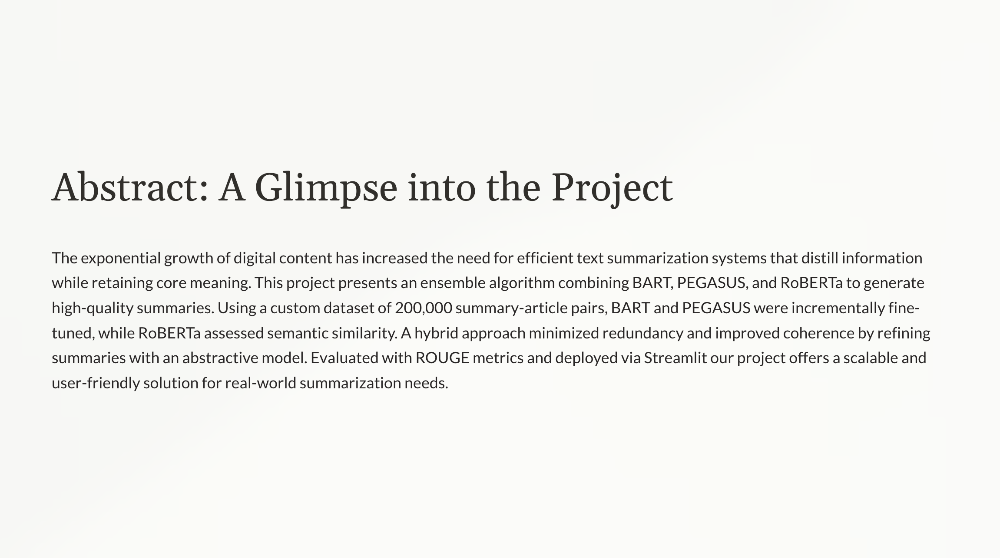 Abstract: A Glimpse into the Project
The exponential growth of digital content has increased the need for efficient text summarization systems that distill information
while retaining core meaning. This project presents an ensemble algorithm combining BART, PEGASUS, and RoBERTa to generate
high-quality summaries. Using a custom dataset of 200,000 summary-article pairs, BART and PEGASUS were incrementally fine-
tuned, while RoBERTa assessed semantic similarity. A hybrid approach minimized redundancy and improved coherence by refining
summaries with an abstractive model. Evaluated with ROUGE metrics and deployed via Streamlit our project offers a scalable and
user-friendly solution for real-world summarization needs.